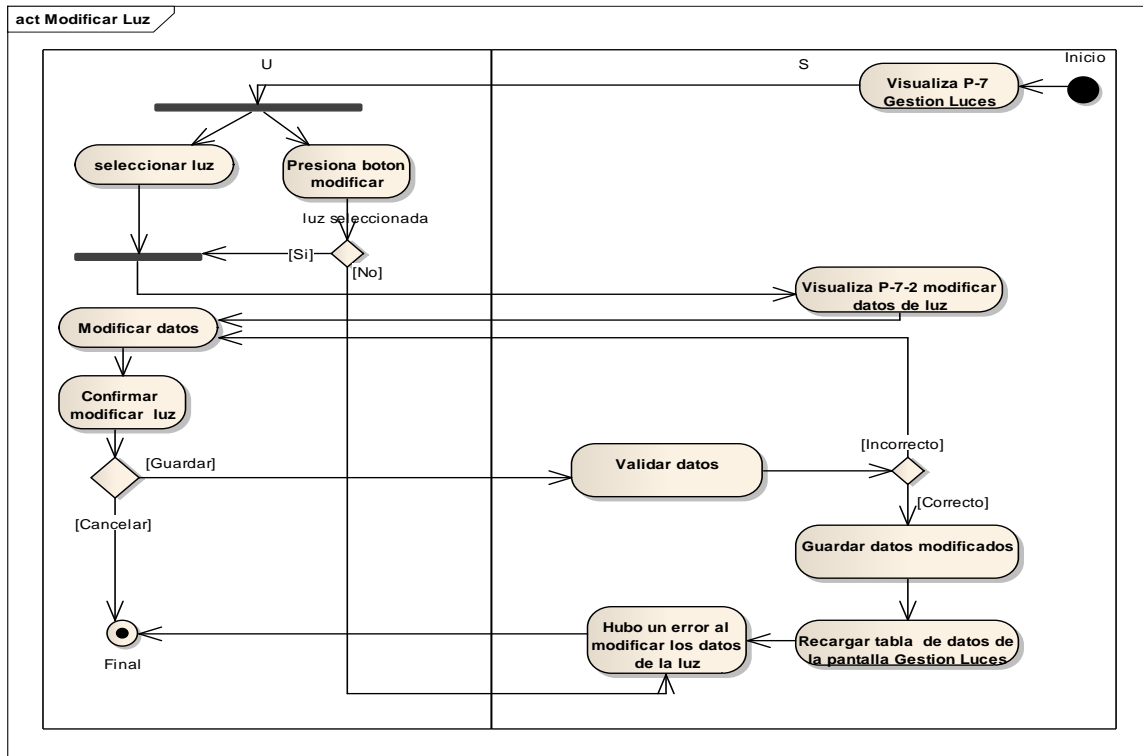 act Modificar Luz
U
S
Inicio
Visualiza P-7
Gestion Luces
seleccionar luz
Presiona boton
modificar
luz seleccionada
[Si]
[No]
Visualiza P-7-2 modificar
datos de luz
Modificar datos
Confirmar
modificar luz
[Guardar]
[Cancelar]
Validar datos
[Incorrecto]
[Correcto]
Guardar datos modificados
Hubo un error al
modificar los datos
de la luz
Recargar tabla de datos de
la pantalla Gestion Luces
Final